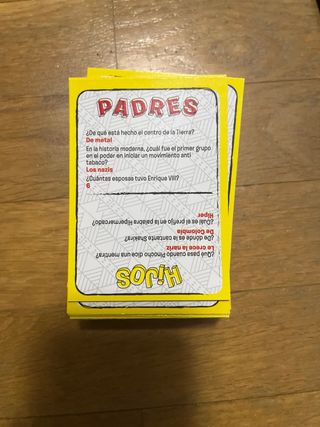 PADRES
¿De qué está hecho el centro de la Tierra?
De metal
En la historia moderna, ¿cuál fue el primer grupo
en el poder en iniciar un movimiento anti
tabaco?
Los nazis
¿Cuántas esposas tuvo Enrique VIII?
6
HIJOS
¿Qué pasa cuando Pinocho dice una mentira?
Le crece la nariz
¿De dónde es la cantante Shakira?
De Colombia
¿Cuál es el prefijo en la palabra Hipermercado?
Hiper